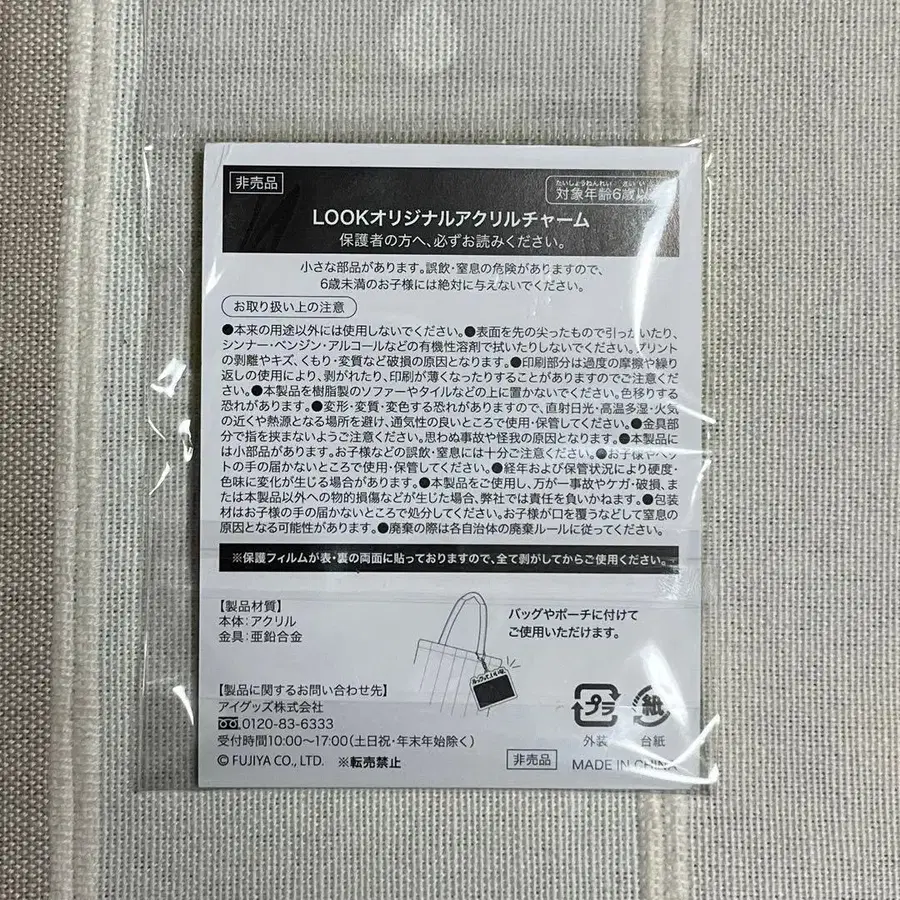 非売品
たいしょうねんれい さい い
対象年齢6歳以
LOOKオリジナルアクリルチャーム
保護者の方へ、必ずお読みください。
小さな部品があります。誤飲・窒息の危険がありますので、
6歳未満のお子様には絶対に与えないでください。
お取り扱い上の注意
●本来の用途以外には使用しないでください。●表面を先の尖ったもので引っかいたり、
シンナー・ベンジン・アルコールなどの有機性溶剤で拭いたりしないでください。プリント
の剥離やキズ、くもり・変質など破損の原因となります。●印刷部分は過度の摩擦や繰り
返しの使用により、剥がれたり、印刷が薄くなったりすることがありますのでご注意くだ
さい。●本製品を樹脂製のソファーやタイルなどの上に置かないでください。色移りする
恐れがあります。●変形・変質・変色する恐れがありますので、直射日光・高温多湿・火気
の近くや熱源となる場所を避け、通気性の良いところで使用・保管してください。●金具部
分で指を挟まないようご注意ください。思わぬ事故や怪我の原因となります。●本製品に
は小部品があります。お子様などの誤飲・窒息には十分ご注意ください。●お子様やペッ
トの手の届かないところで使用・保管してください。●経年および保管状況により硬度・
色味に変化が生じる場合があります。●本製品をご使用し、万が一事故やケガ・破損、ま
たは本製品以外への物的損傷などが生じた場合、弊社では責任を負いかねます。●包装
材はお子様の手の届かないところで処分してください。お子様が口を覆うなどして窒息の
原因となる可能性があります。●廃棄の際は各自治体の廃棄ルールに従ってください。
※保護フィルムが表・裏の両面に貼っておりますので、全て剥がしてからご使用ください。
【製品材質】
本体:アクリル
金具:亜鉛合金
バッグやポーチに付けて
ご使用いただけます。
【製品に関するお問い合わせ先】
アイグッズ株式会社
0120-83-6333
受付時間10:00~17:00(土日祝・年末年始除く)
© FUJIYA CO., LTD. ※転売禁止
プラ
外装
紙
台紙
非売品
MADE IN CHINA